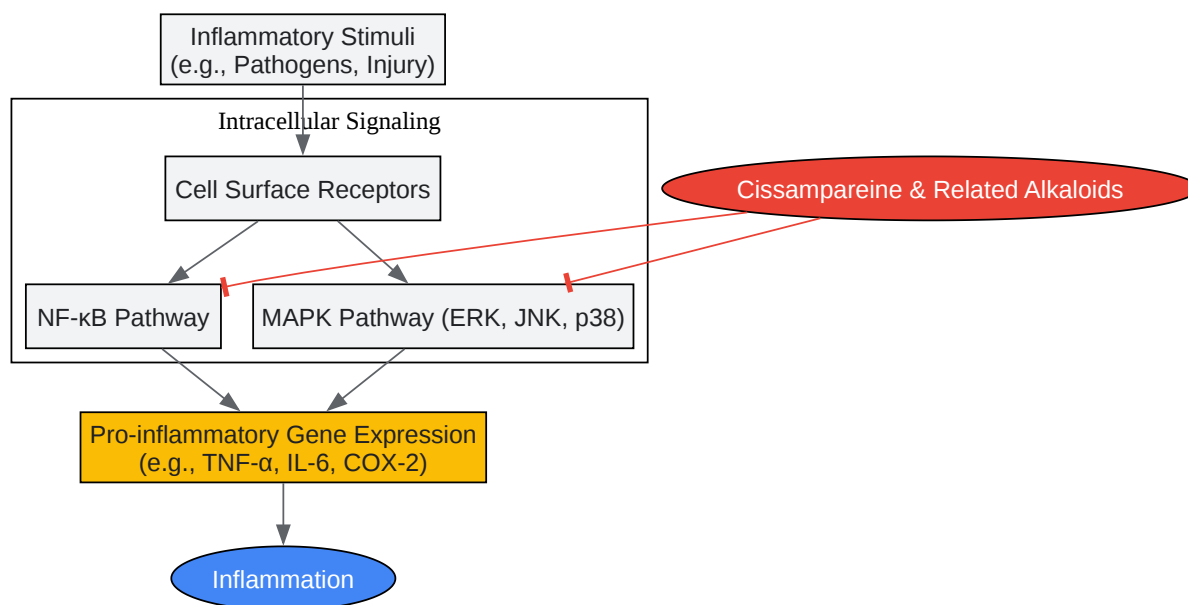 Inflammatory Stimuli
(e.g., Pathogens, Injury)
Intracellular Signaling
Cell Surface Receptors
Cissampareine & Related Alkaloids
NF-κB Pathway
MAPK Pathway (ERK, JNK, p38)
Pro-inflammatory Gene Expression
(e.g., TNF-α, IL-6, COX-2)
Inflammation